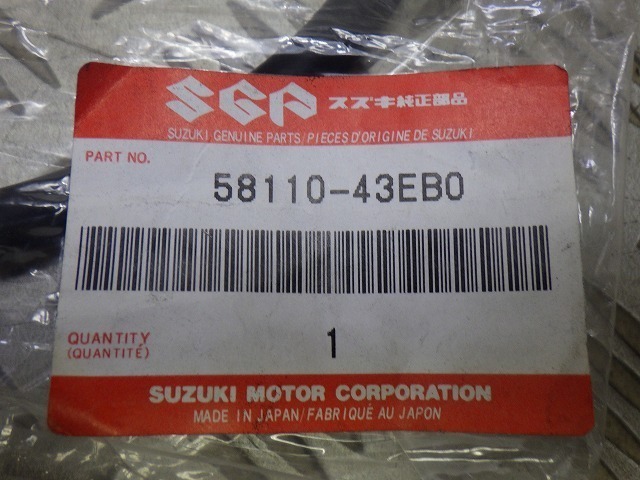 SGP スズキ純正部品
SUZUKI GENUINE PARTS/PIECES D'ORIGINE DE SUZUKI
PART NO.
58110-43EB0
QUANTITY
(QUANTITÉ)
1
SUZUKI MOTOR CORPORATION
MADE IN JAPAN/FABRIQUÉ AU JAPON